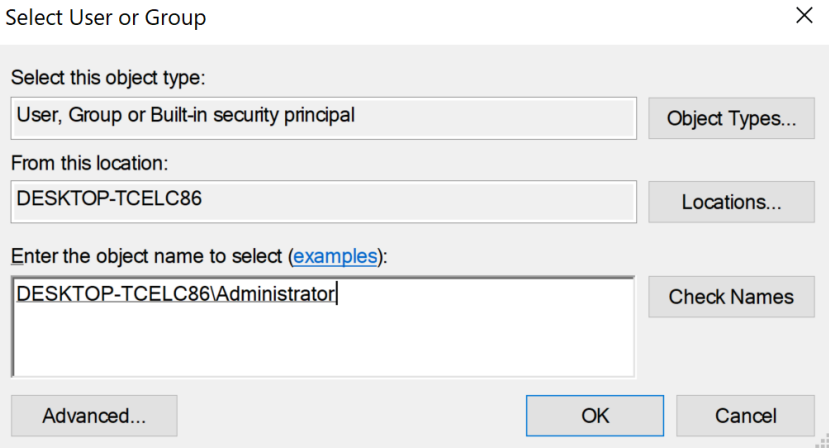 Select User or Group
Select this object type:
User, Group or Built-in security principal
Object Types...
From this location:
DESKTOP-TCELC86
Locations...
Enter the object name to select (examples):
DESKTOP-TCELC86\Administrator
Check Names
Advanced...
OK
Cancel